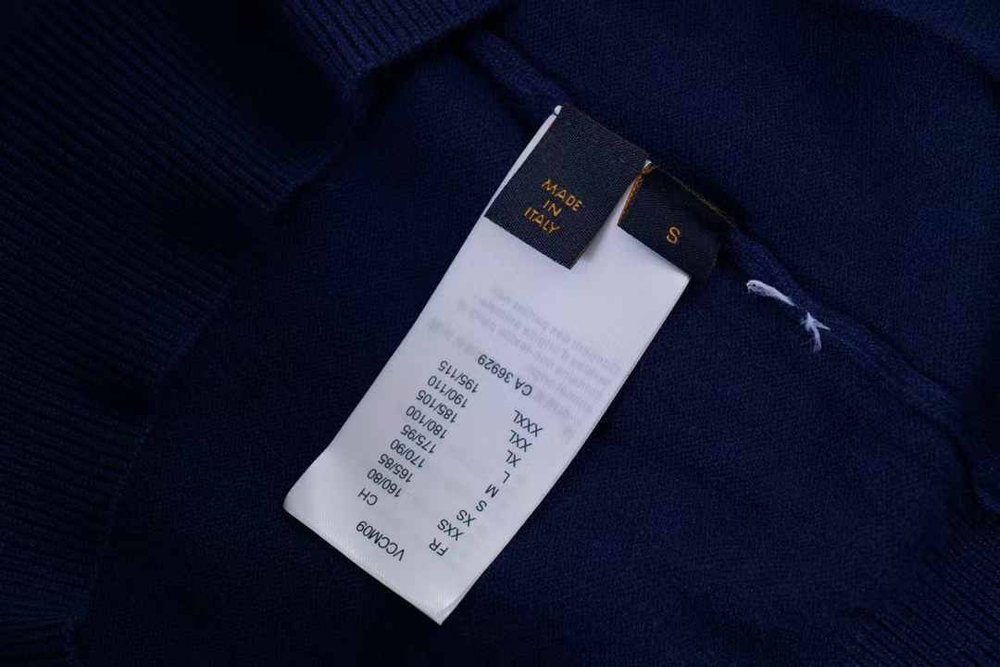 MADE
IN
ITALY
S
VCCM09
FR CH
XXS 160/80
XS 165/85
S 170/90
M 175/95
L 180/100
XL 185/105
XXL 190/110
XXXL 195/115
CA 36929